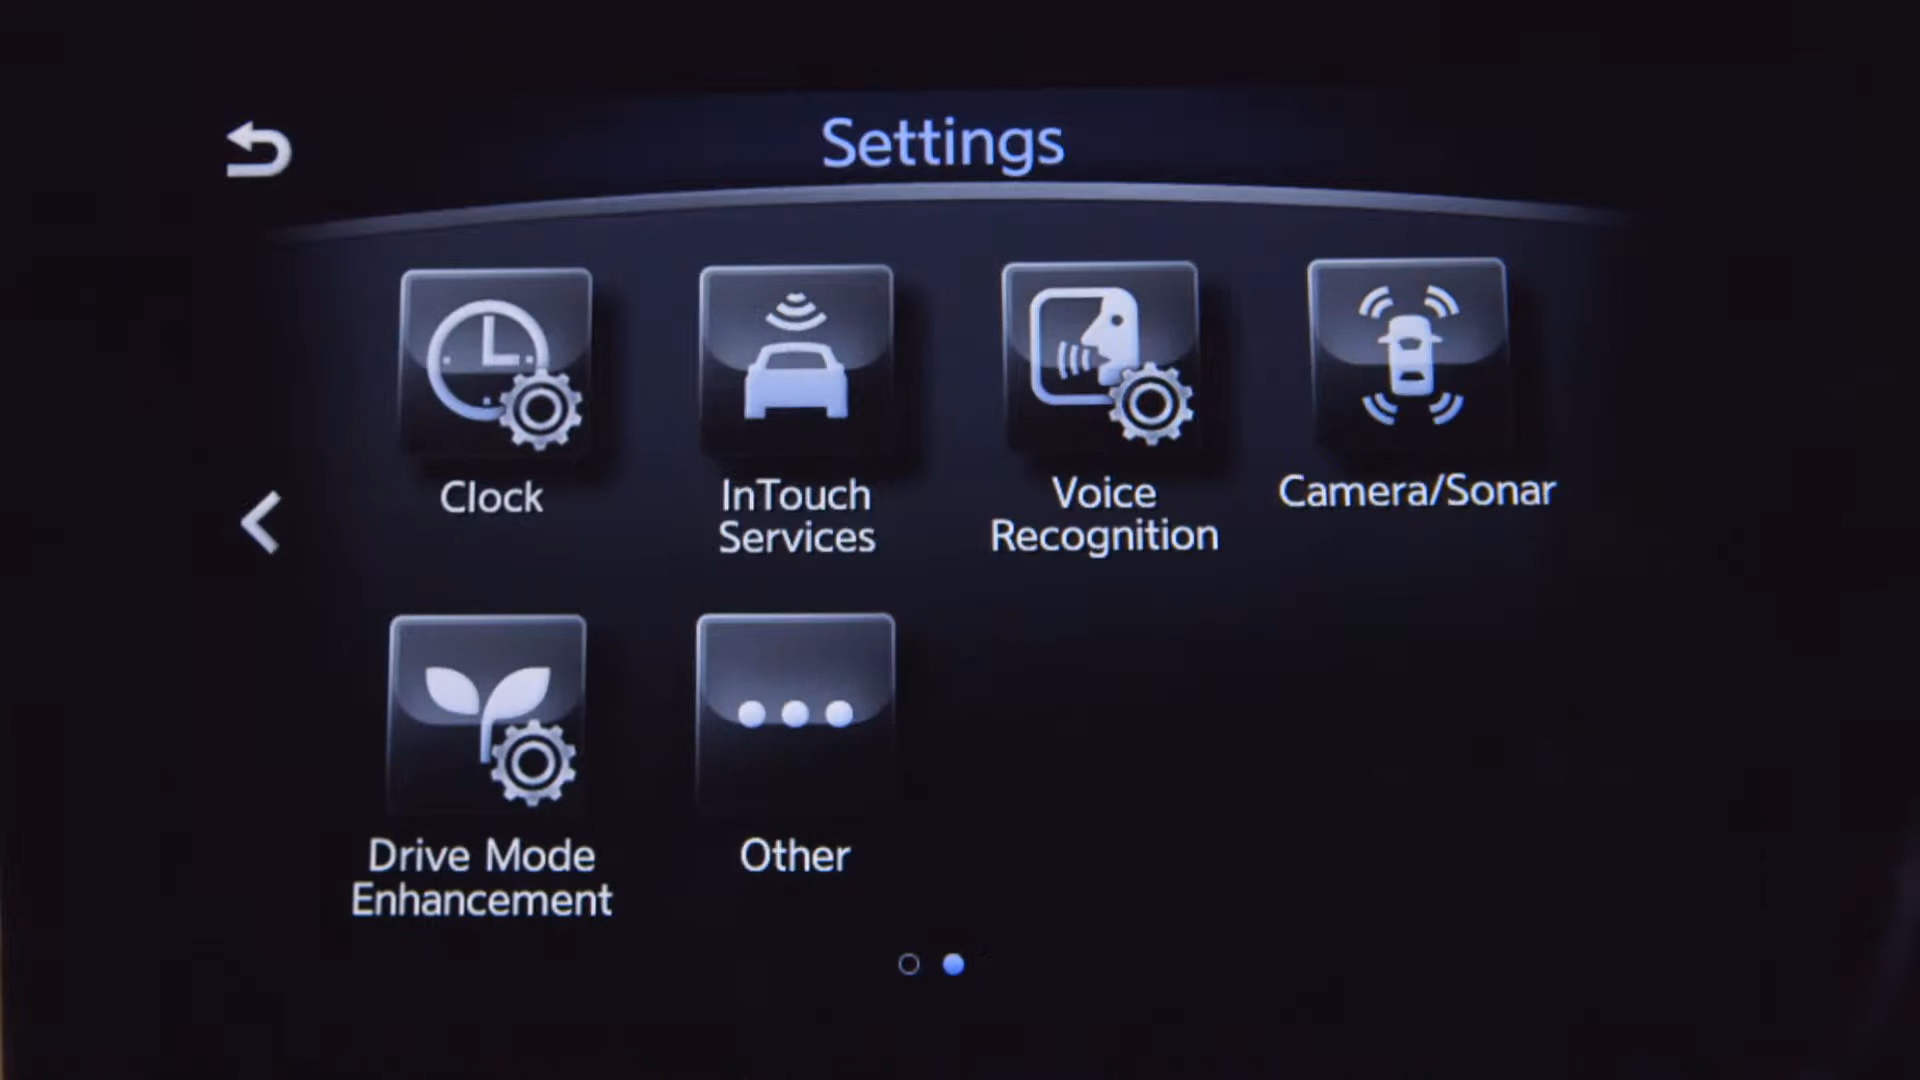 Settings
Clock
InTouch
Services
Voice
Recognition
Camera/Sonar
Drive Mode
Enhancement
Other